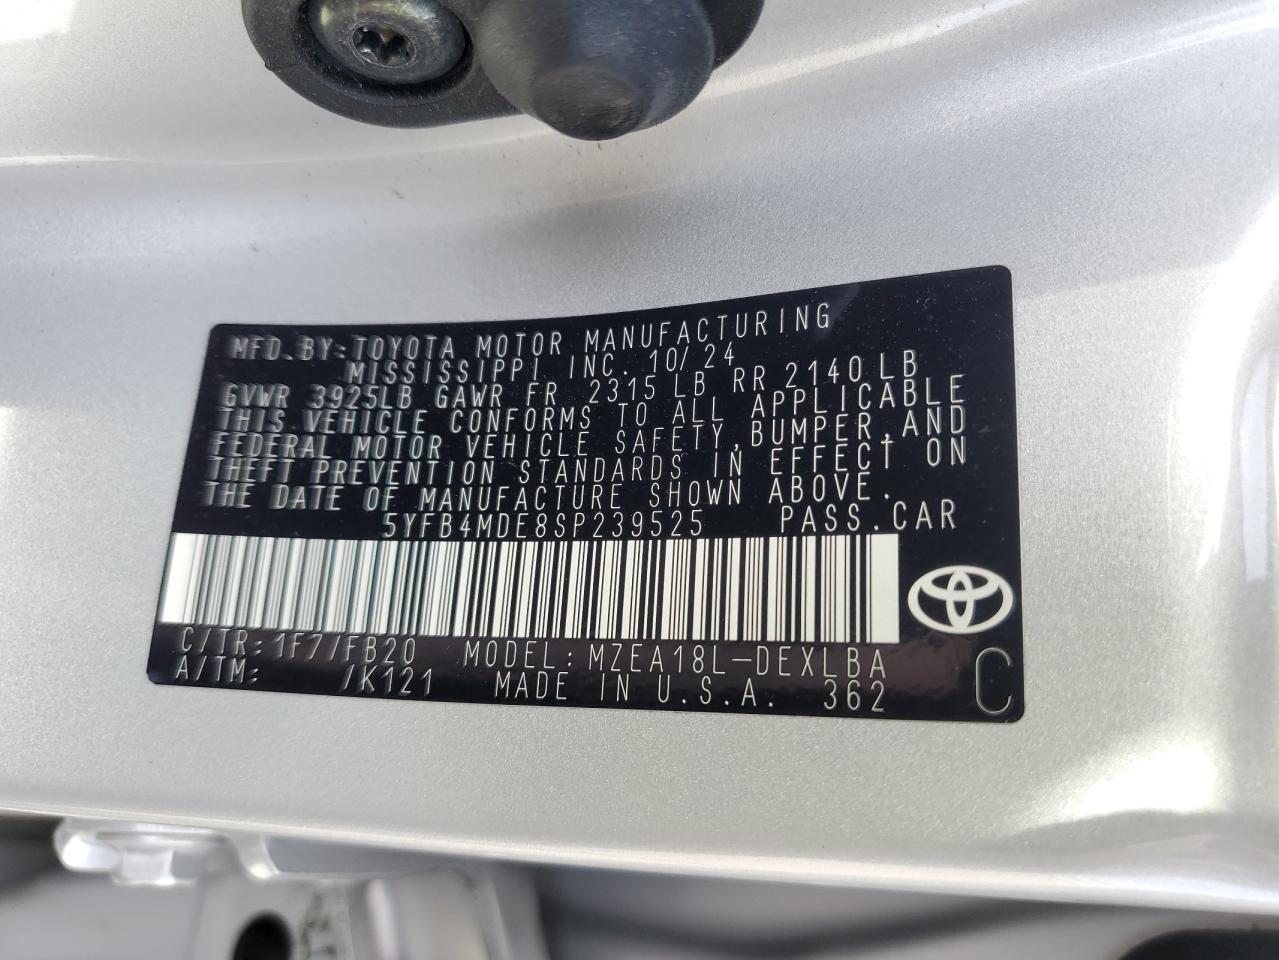 MFD.BY:TOYOTA MOTOR MANUFACTURING
MISSISSIPPI INC. 10/24
GVWR 3925LB GAWR FR 2315 LB RR 2140 LB
THIS VEHICLE CONFORMS TO ALL APPLICABLE
FEDERAL MOTOR VEHICLE SAFETY, BUMPER, AND
THEFT PREVENTION STANDARDS IN EFFECT ON
THE DATE OF MANUFACTURE SHOWN ABOVE.
5YFB4MDE8SP239525 PASS.CAR
C/TR:1F7/FB20 MODEL:MZEA18L-DEXLBA
A/TM: /K121 MADE IN U.S.A. 362 C